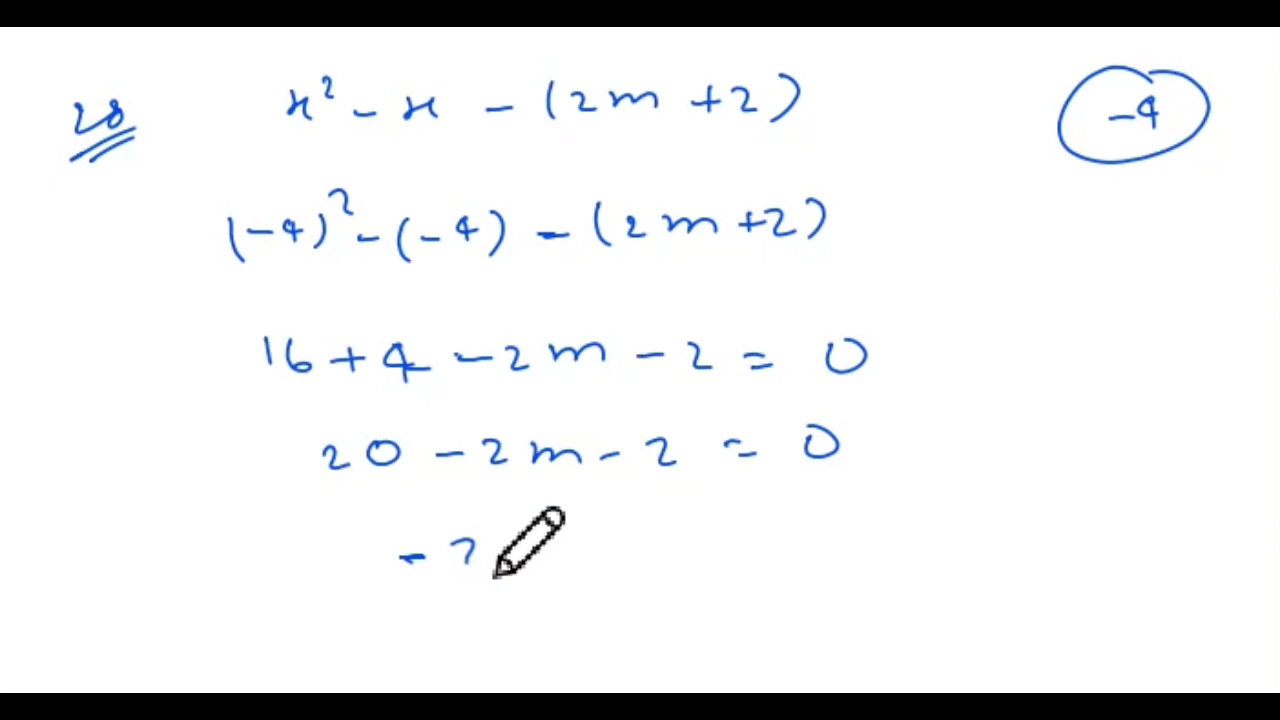 28
x² - x - (2m + 2)
-4
(-4)² - (-4) - (2m+2)
16 + 4 - 2m - 2 = 0
20 - 2m - 2 = 0
- 2